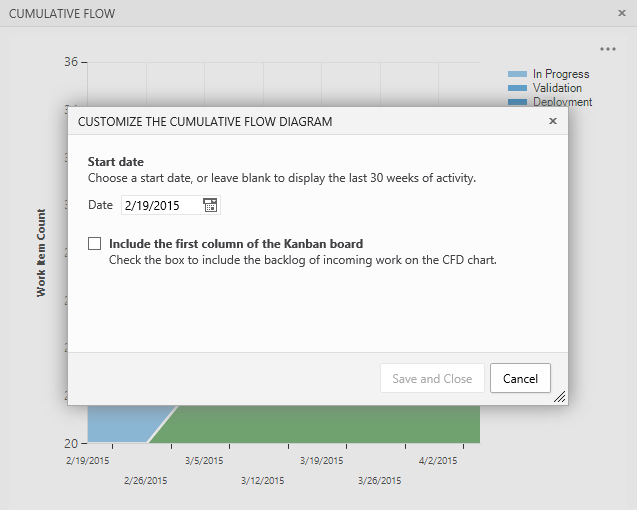 CUMULATIVE FLOW
36
In Progress
Validation
Deployment
CUSTOMIZE THE CUMULATIVE FLOW DIAGRAM
Start date
Choose a start date, or leave blank to display the last 30 weeks of activity.
Date 2/19/2015
Include the first column of the Kanban board
Check the box to include the backlog of incoming work on the CFD chart.
Work Item Count
Save and Close Cancel
20
2/19/2015 3/5/2015 3/19/2015 4/2/2015
2/26/2015 3/12/2015 3/26/2015